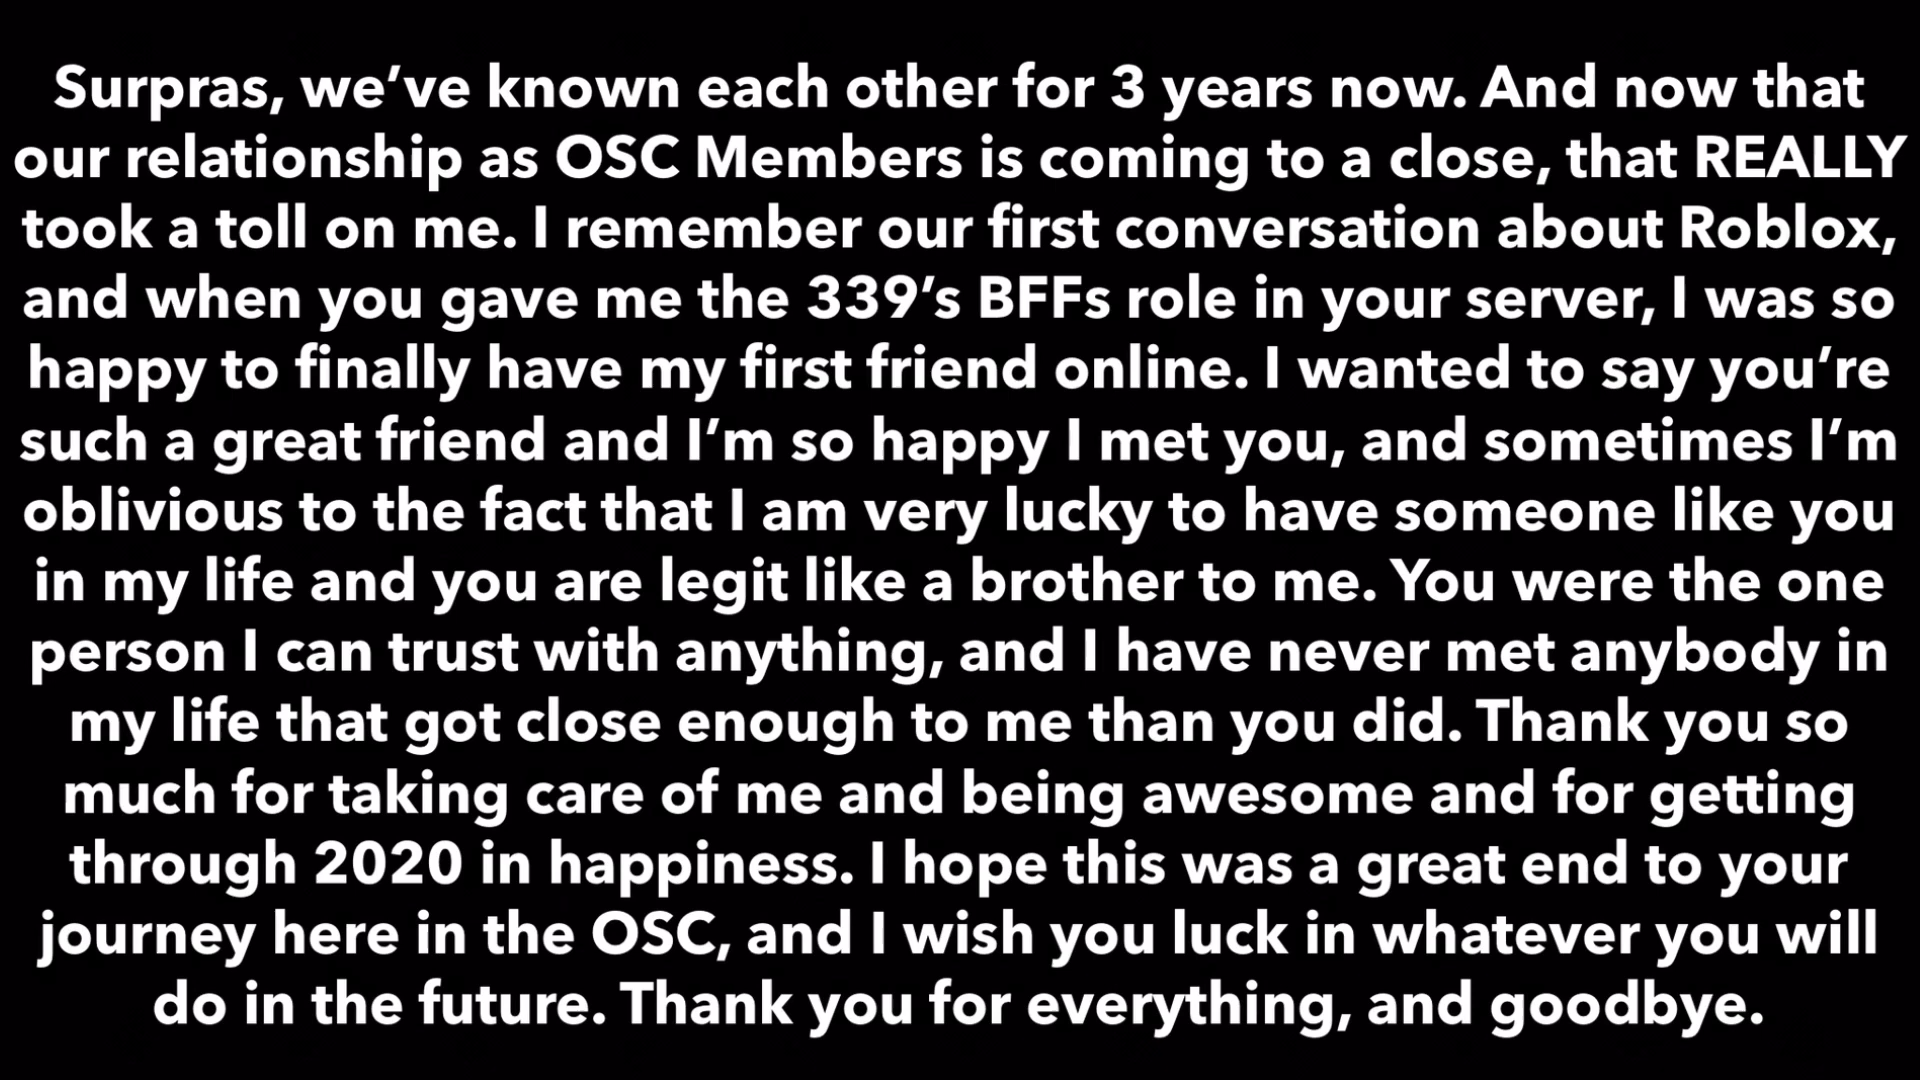 Surpras, we’ve known each other for 3 years now. And now that
our relationship as OSC Members is coming to a close, that REALLY
took a toll on me. I remember our first conversation about Roblox,
and when you gave me the 339’s BFFs role in your server, I was so
happy to finally have my first friend online. I wanted to say you’re
such a great friend and I’m so happy I met you, and sometimes I’m
oblivious to the fact that I am very lucky to have someone like you
in my life and you are legit like a brother to me. You were the one
person I can trust with anything, and I have never met anybody in
my life that got close enough to me than you did. Thank you so
much for taking care of me and being awesome and for getting
through 2020 in happiness. I hope this was a great end to your
journey here in the OSC, and I wish you luck in whatever you will
do in the future. Thank you for everything, and goodbye.